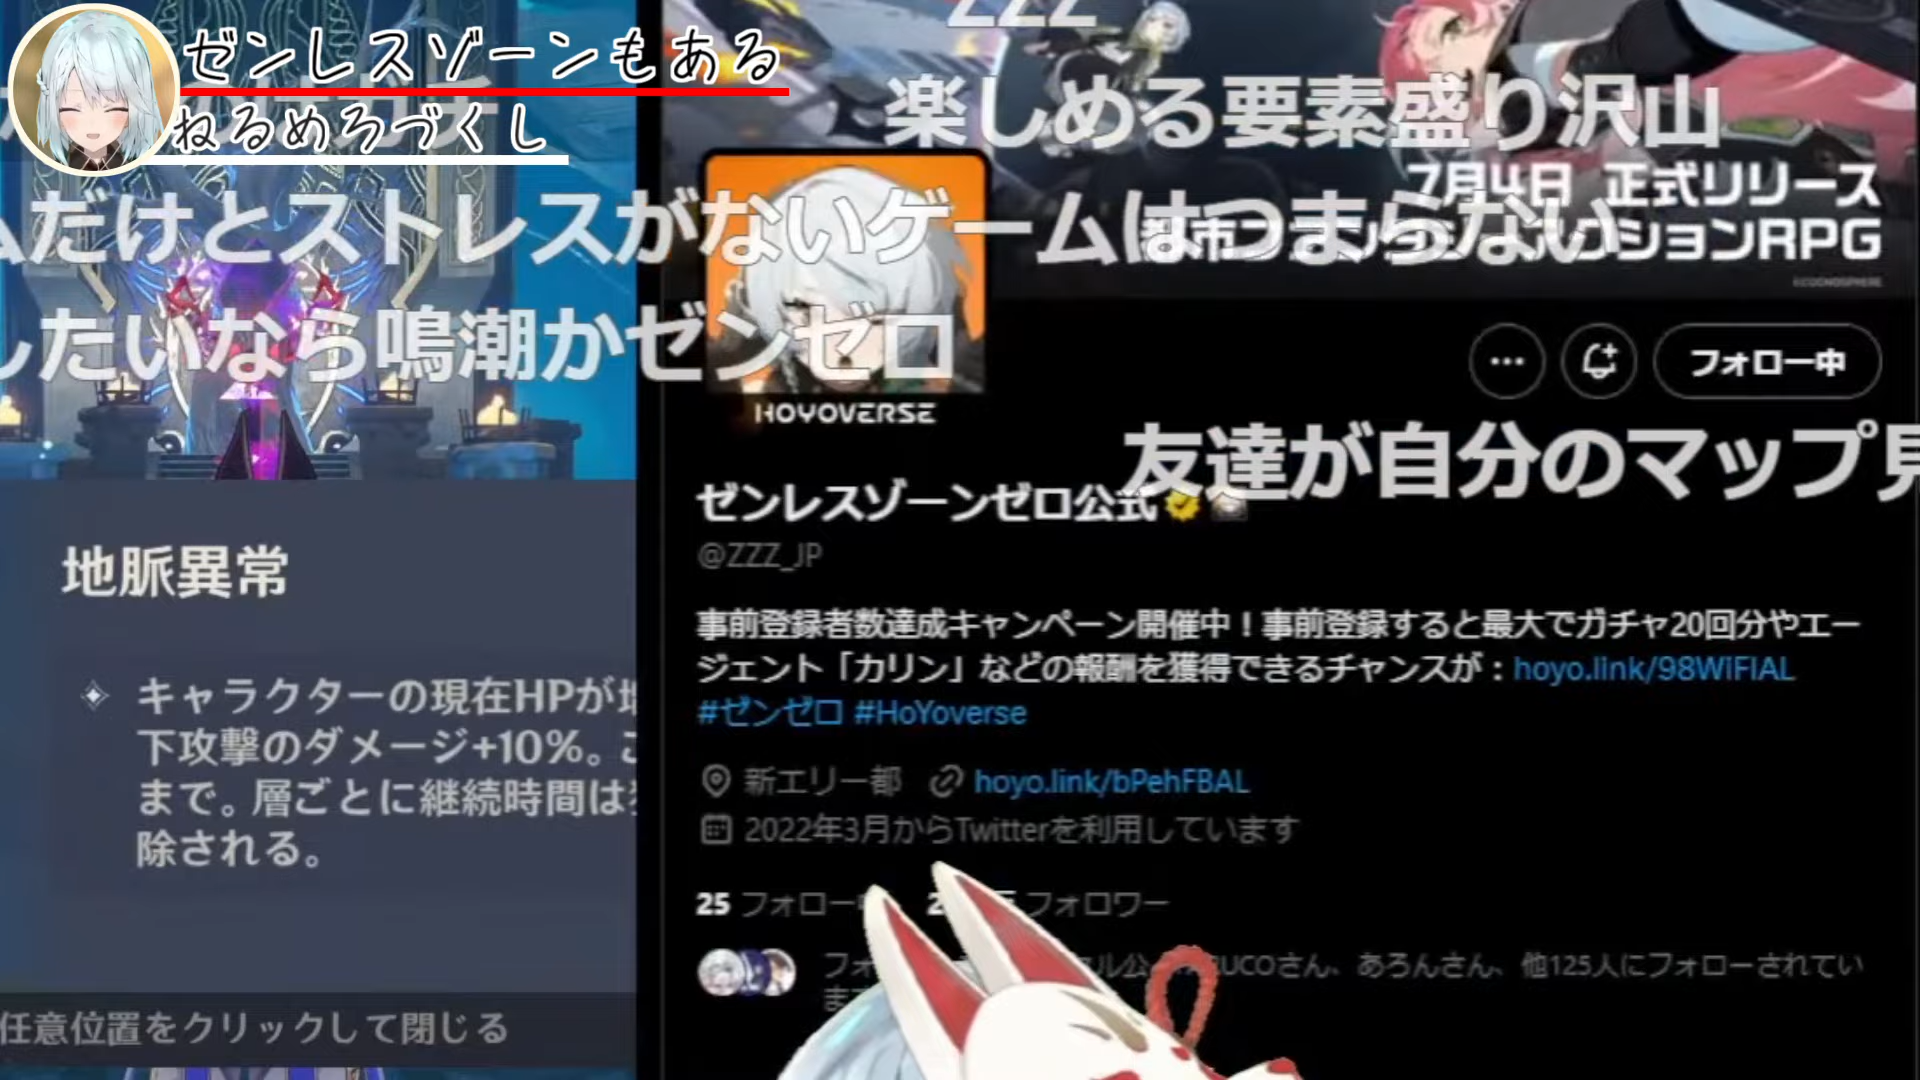 ゼンレスゾーンもある
ねるめろづくし
ZZZ
楽しめる要素盛り沢山
7月4日 正式リリース
ムだけとストレスがないゲームはつまらない
ションRPG
したいなら鳴潮かゼンゼロ
HOYOVERSE
フォロー中
友達が自分のマップ見
ゼンレスゾーンゼロ公式
@ZZZ_JP
地脈異常
事前登録者数達成キャンペーン開催中！事前登録すると最大でガチャ20回分やエー
ジェント「カリン」などの報酬を獲得できるチャンスが：hoyo.link/98WiFIAL
#ゼンゼロ #HoYoverse
キャラクターの現在HPが
下攻撃のダメージ+10%。こ
まで。層ごとに継続時間は
除される。
新エリー都 hoyo.link/bPehFBAL
2022年3月からTwitterを利用しています
25 フォロー フォロワー
フォ ル公 UCOさん、あろんさん、他125人にフォローされてい
ます
任意位置をクリックして閉じる